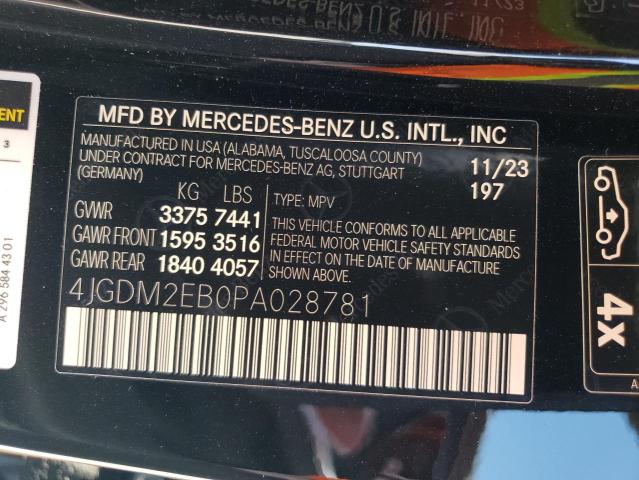 MFD BY MERCEDES-BENZ U.S. INTL., INC
MANUFACTURED IN USA (ALABAMA, TUSCALOOSA COUNTY)
UNDER CONTRACT FOR MERCEDES-BENZ AG, STUTTGART
(GERMANY)
11/23
197
KG LBS
GVWR 3375 7441
GAWR FRONT 1595 3516
GAWR REAR 1840 4057
TYPE: MPV
THIS VEHICLE CONFORMS TO ALL APPLICABLE
FEDERAL MOTOR VEHICLE SAFETY STANDARDS
IN EFFECT ON THE DATE OF MANUFACTURE
SHOWN ABOVE.
4JGDM2EB0PA028781
A 296 584 43 01
3
4x
A